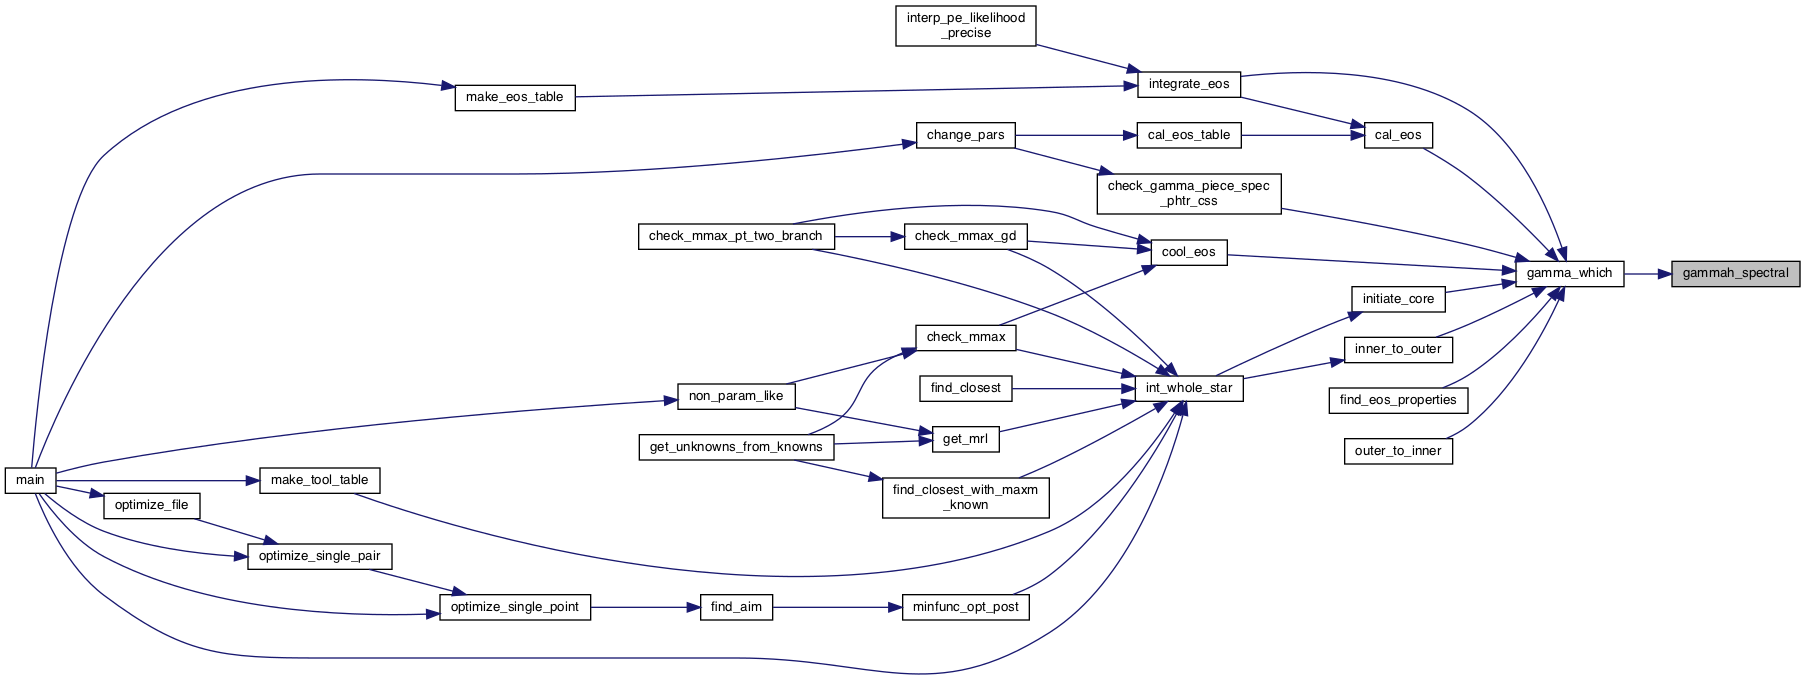 interp_pe_likelihood
_precise
make_eos_table
integrate_eos
change_pars
cal_eos_table
cal_eos
check_gamma_piece_spec
_phtr_css
check_mmax_pt_two_branch
check_mmax_gd
cool_eos
gamma_which
gammah_spectral
initiate_core
check_mmax
inner_to_outer
non_param_like
find_closest
int_whole_star
find_eos_properties
get_unknowns_from_knowns
get_mrl
outer_to_inner
main
make_tool_table
find_closest_with_maxm
_known
optimize_file
optimize_single_pair
optimize_single_point
find_aim
minfunc_opt_post